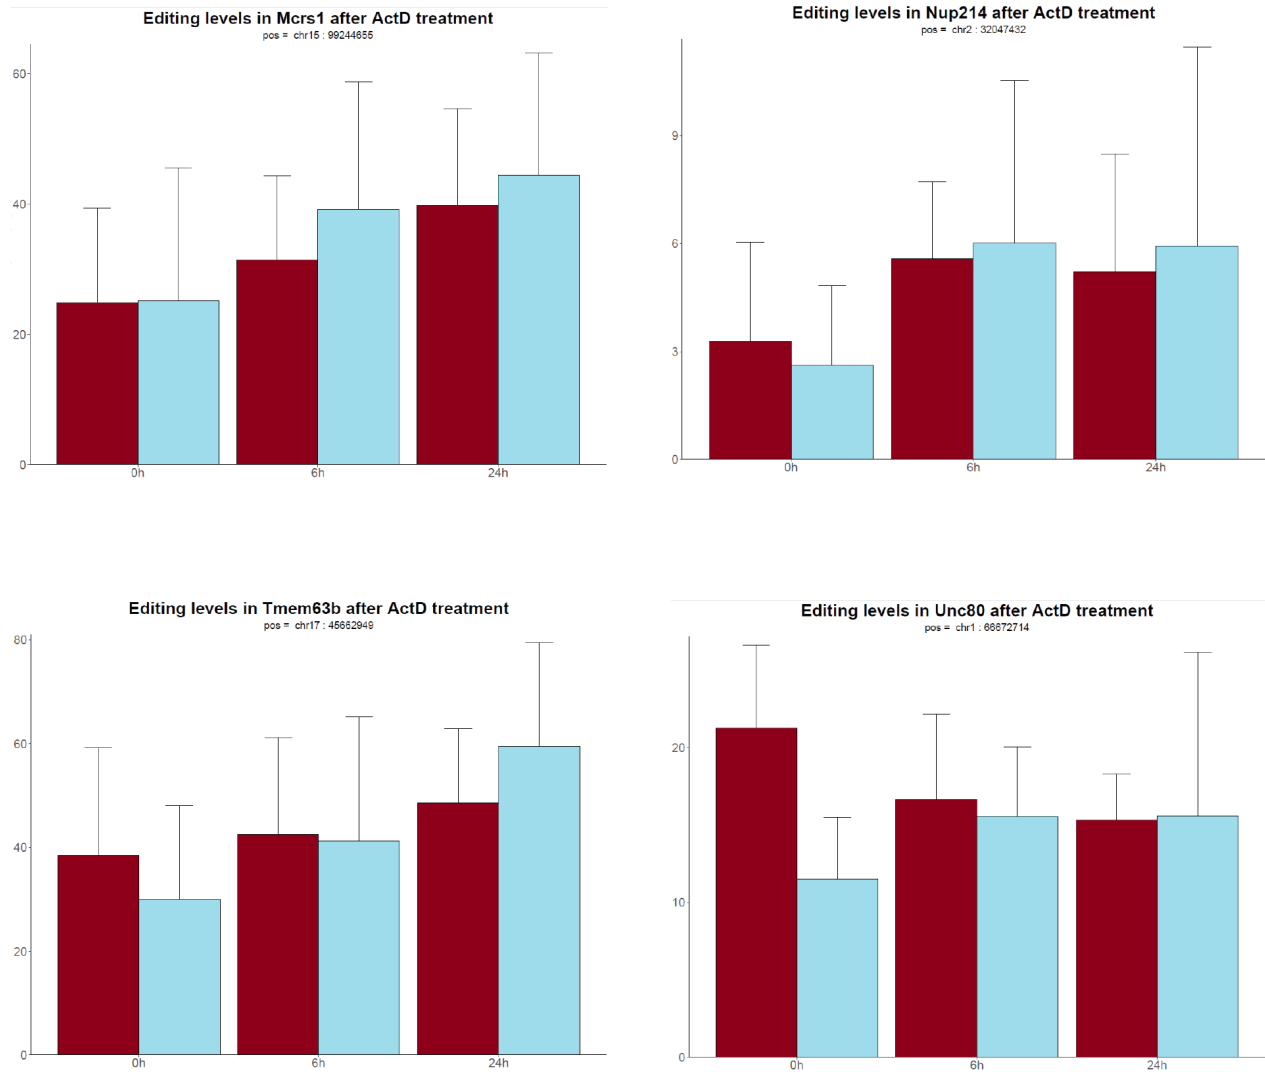 Editing levels in Mcrs1 after ActD treatment
pos = chr15 : 99244655
60
40
20
0
0h
6h
24h
Editing levels in Nup214 after ActD treatment
pos = chr2 : 32047432
9
6
3
0
0h
6h
24h
Editing levels in Tmem63b after ActD treatment
pos = chr17 : 45662949
80
60
40
20
0
0h
6h
24h
Editing levels in Unc80 after ActD treatment
pos = chr1 : 66672714
20
10
0
0h
6h
24h